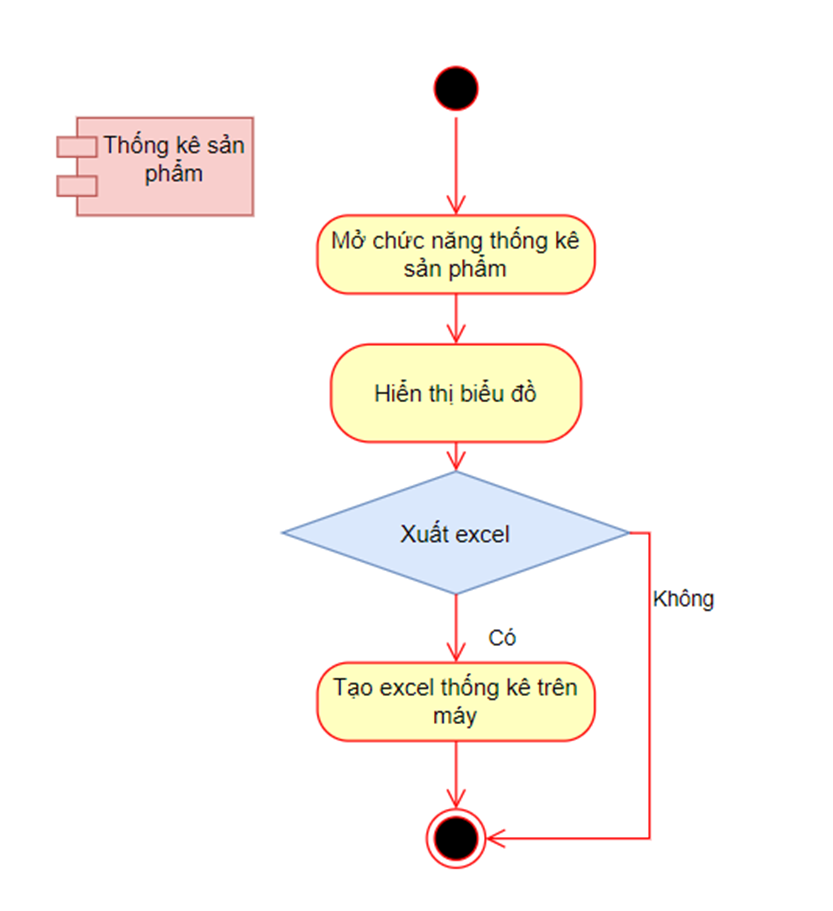 Thống kê sản
phẩm
Mở chức năng thống kê
sản phẩm
Hiển thị biểu đồ
Xuất excel
Không
Có
Tạo excel thống kê trên
máy